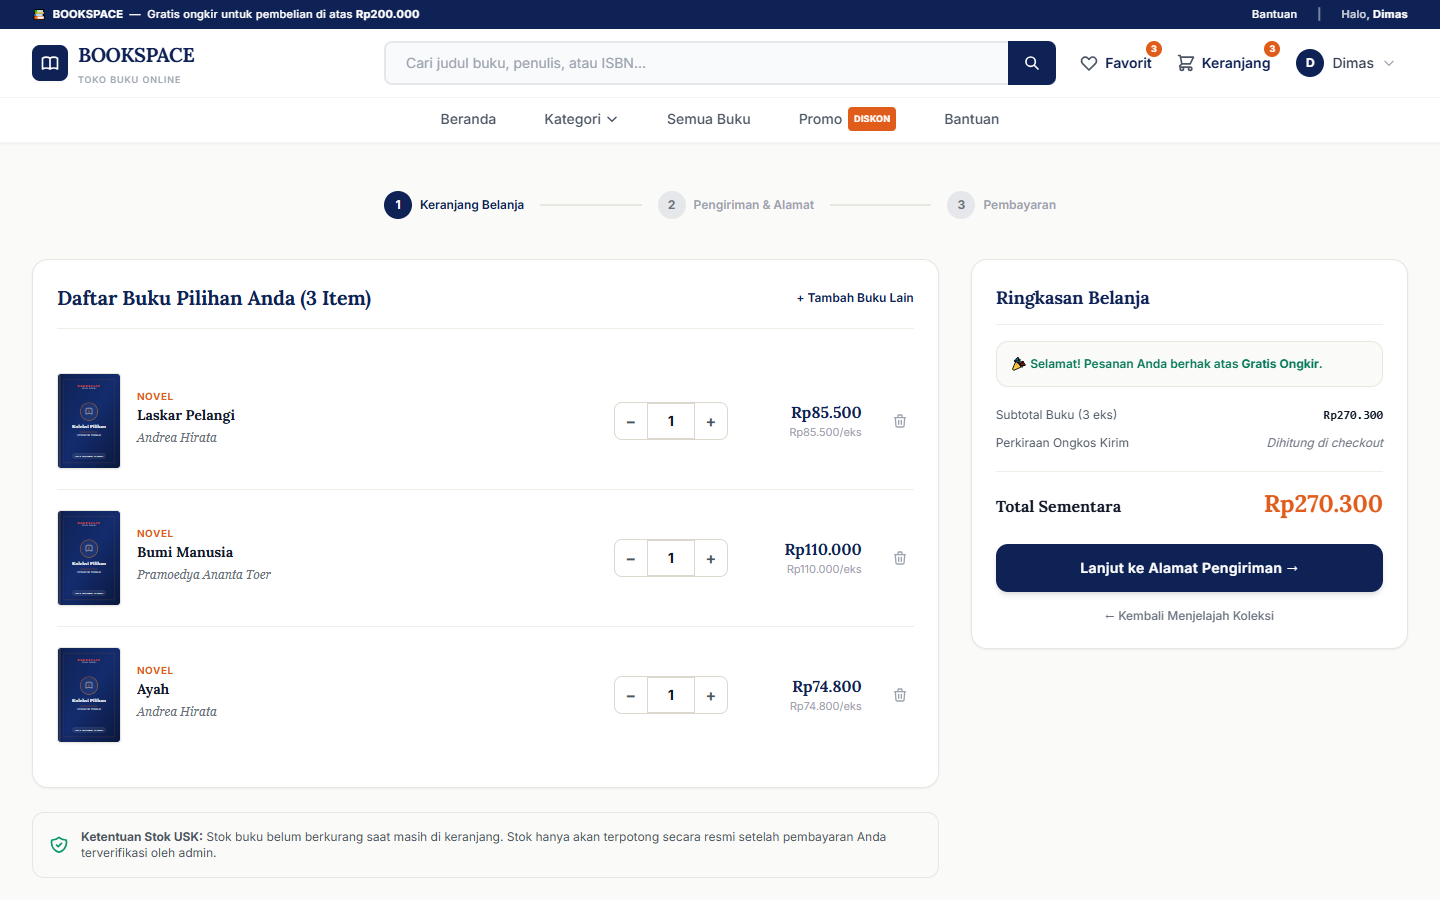 BOOKSPACE — Gratis ongkir untuk pembelian di atas Rp200.000
Bantuan | Halo, Dimas
BOOKSPACE
TOKO BUKU ONLINE
Cari judul buku, penulis, atau ISBN...
Favorit 3
Keranjang 3
D Dimas
Beranda Kategori Semua Buku Promo DISKON Bantuan
1 Keranjang Belanja 2 Pengiriman & Alamat 3 Pembayaran
Daftar Buku Pilihan Anda (3 Item)
+ Tambah Buku Lain
NOVEL
Laskar Pelangi
Andrea Hirata
− 1 +
Rp85.500
Rp85.500/eks
NOVEL
Bumi Manusia
Pramoedya Ananta Toer
− 1 +
Rp110.000
Rp110.000/eks
NOVEL
Ayah
Andrea Hirata
− 1 +
Rp74.800
Rp74.800/eks
Ketentuan Stok USK: Stok buku belum berkurang saat masih di keranjang. Stok hanya akan terpotong secara resmi setelah pembayaran Anda
terverifikasi oleh admin.
Ringkasan Belanja
Selamat! Pesanan Anda berhak atas Gratis Ongkir.
Subtotal Buku (3 eks) Rp270.300
Perkiraan Ongkos Kirim Dihitung di checkout
Total Sementara Rp270.300
Lanjut ke Alamat Pengiriman →
← Kembali Menjelajah Koleksi